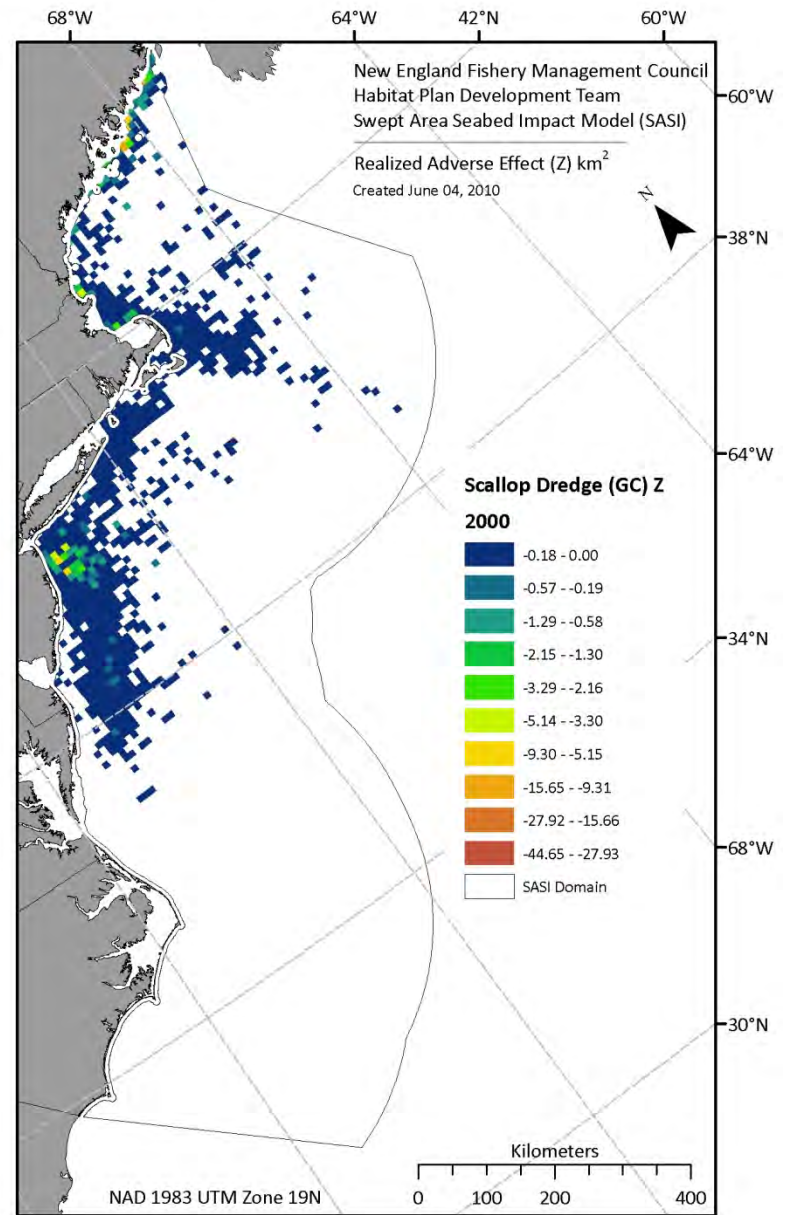 68°W 64°W 42°N 60°W
New England Fishery Management Council
Habitat Plan Development Team
Swept Area Seabed Impact Model (SASI)
Realized Adverse Effect (Z) km²
Created June 04, 2010
N
60°W
38°N
64°W
34°N
68°W
30°N
Scallop Dredge (GC) Z
2000
-0.18 - 0.00
-0.57 - -0.19
-1.29 - -0.58
-2.15 - -1.30
-3.29 - -2.16
-5.14 - -3.30
-9.30 - -5.15
-15.65 - -9.31
-27.92 - -15.66
-44.65 - -27.93
SASI Domain
Kilometers
0 100 200 400
NAD 1983 UTM Zone 19N